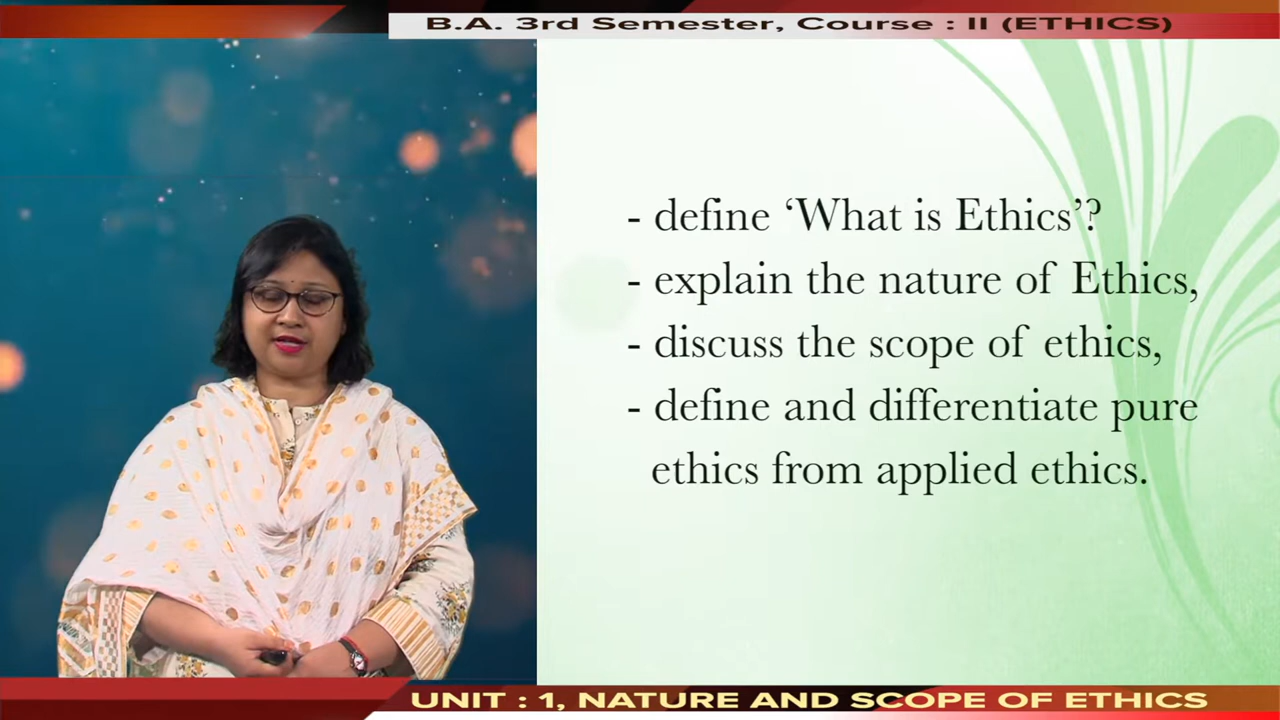 B.A. 3rd Semester, Course : II (ETHICS)
- define ‘What is Ethics’?
- explain the nature of Ethics,
- discuss the scope of ethics,
- define and differentiate pure
ethics from applied ethics.
UNIT : 1, NATURE AND SCOPE OF ETHICS